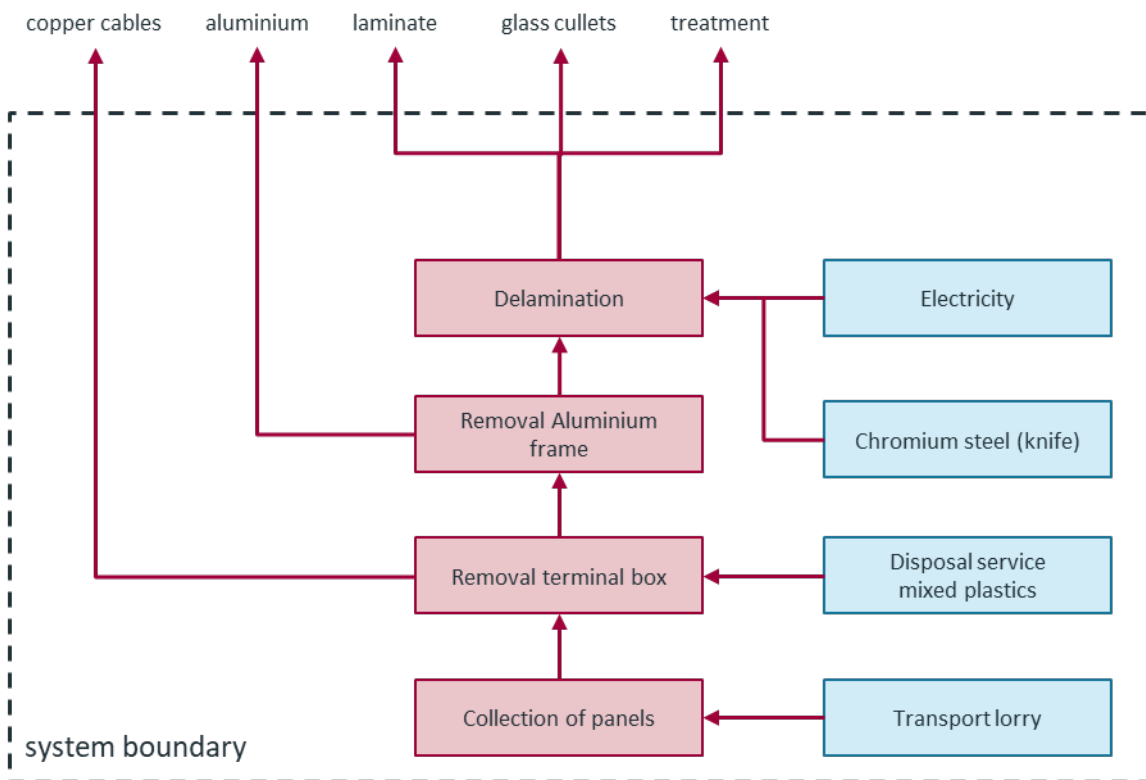 copper cables
aluminium
laminate
glass cullets
treatment
Delamination
Electricity
Removal Aluminium
frame
Chromium steel (knife)
Removal terminal box
Disposal service
mixed plastics
Collection of panels
Transport lorry
system boundary